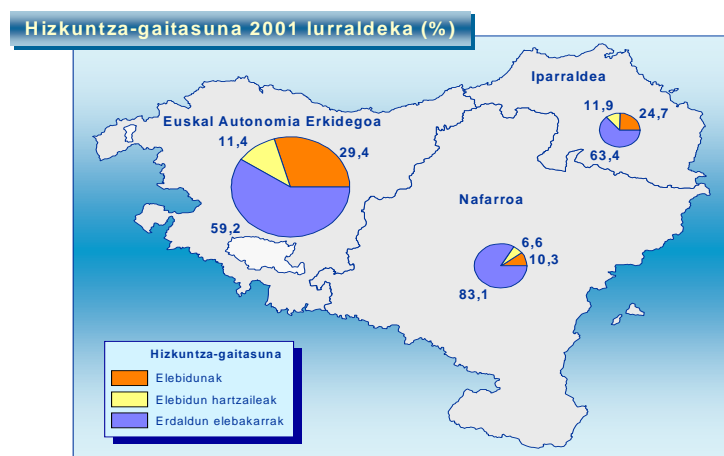 Hizkuntza-gaitasuna 2001 lurraldeka (%)
Iparraldea
11,9
24,7
63,4
Euskal Autonomia Erkidegoa
11,4
29,4
59,2
Nafarroa
6,6
10,3
83,1
Hizkuntza-gaitasuna
Elebidunak
Elebidun hartzaileak
Erdaldun elebakarrak